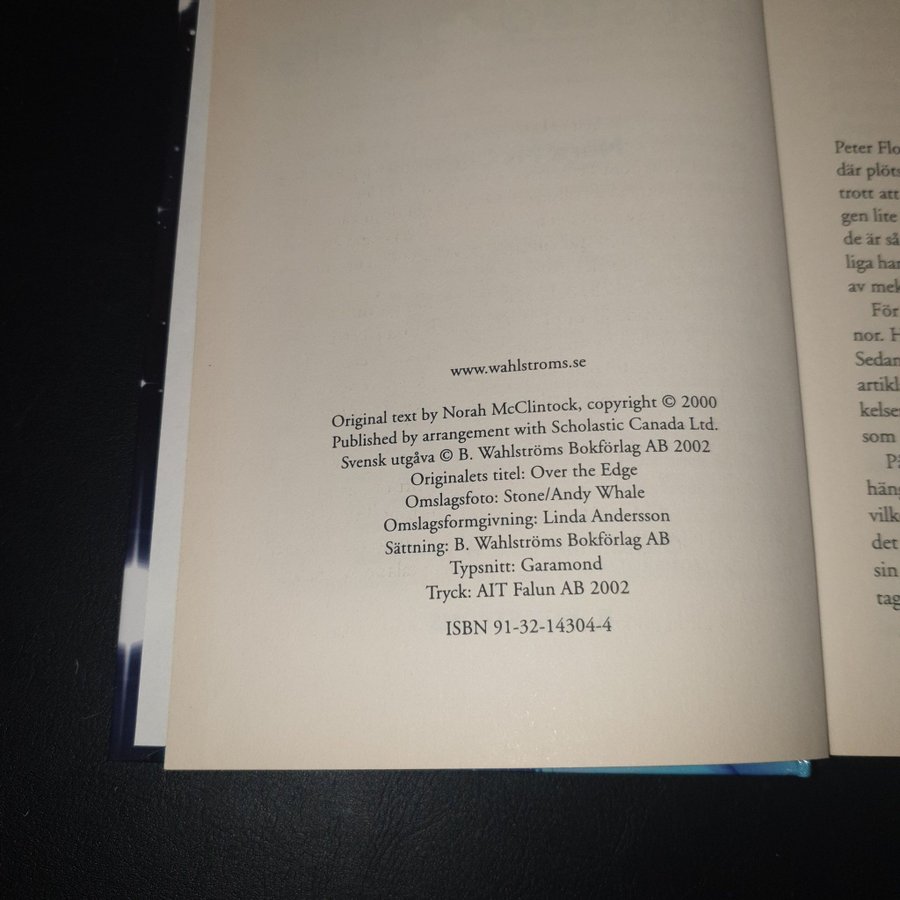 www.wahlstroms.se
Original text by Norah McClintock, copyright © 2000
Published by arrangement with Scholastic Canada Ltd.
Svensk utgåva © B. Wahlströms Bokförlag AB 2002
Originalets titel: Over the Edge
Omslagsfoto: Stone/Andy Whale
Omslagsformgivning: Linda Andersson
Sättning: B. Wahlströms Bokförlag AB
Typsnitt: Garamond
Tryck: AIT Falun AB 2002
ISBN 91-32-14304-4
Peter Flo
där plöts
trott att
gen lite
de är så
liga har
av mek
För
nor. H
Sedan
artikl
kelser
som
På
häng
vilk
det
sin
tag